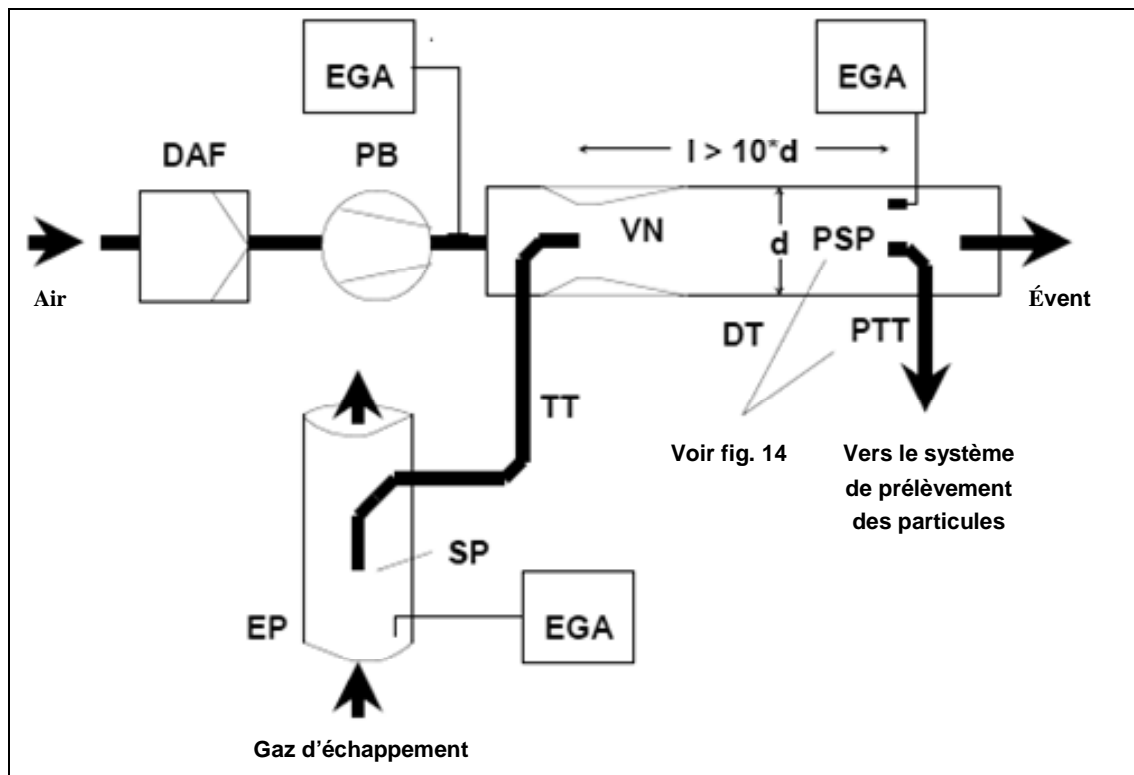 EGA
EGA
DAF
PB
l > 10*d
VN
d
PSP
Air
Évent
DT
PTT
TT
Voir fig. 14
Vers le système
de prélèvement
des particules
SP
EP
EGA
Gaz d'échappement